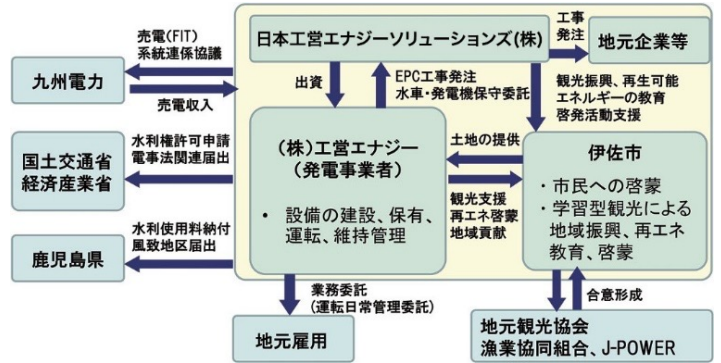 売電(FIT)
系統連係協議
九州電力
売電収入
日本工営エナジーソリューションズ(株)
工事
発注
地元企業等
出資
EPC工事発注
水車・発電機保守委託
観光振興、再生可能
エネルギーの教育
啓発活動支援
国土交通省
経済産業省
水利権許可申請
電事法関連届出
(株)工営エナジー
(発電事業者)
・ 設備の建設、保有、
運転、維持管理
土地の提供
観光支援
再エネ啓蒙
地域貢献
伊佐市
・市民への啓蒙
・学習型観光による
地域振興、再エネ
教育、啓蒙
鹿児島県
水利使用料納付
風致地区届出
業務委託
(運転日常管理委託)
地元雇用
合意形成
地元観光協会
漁業協同組合、J-POWER